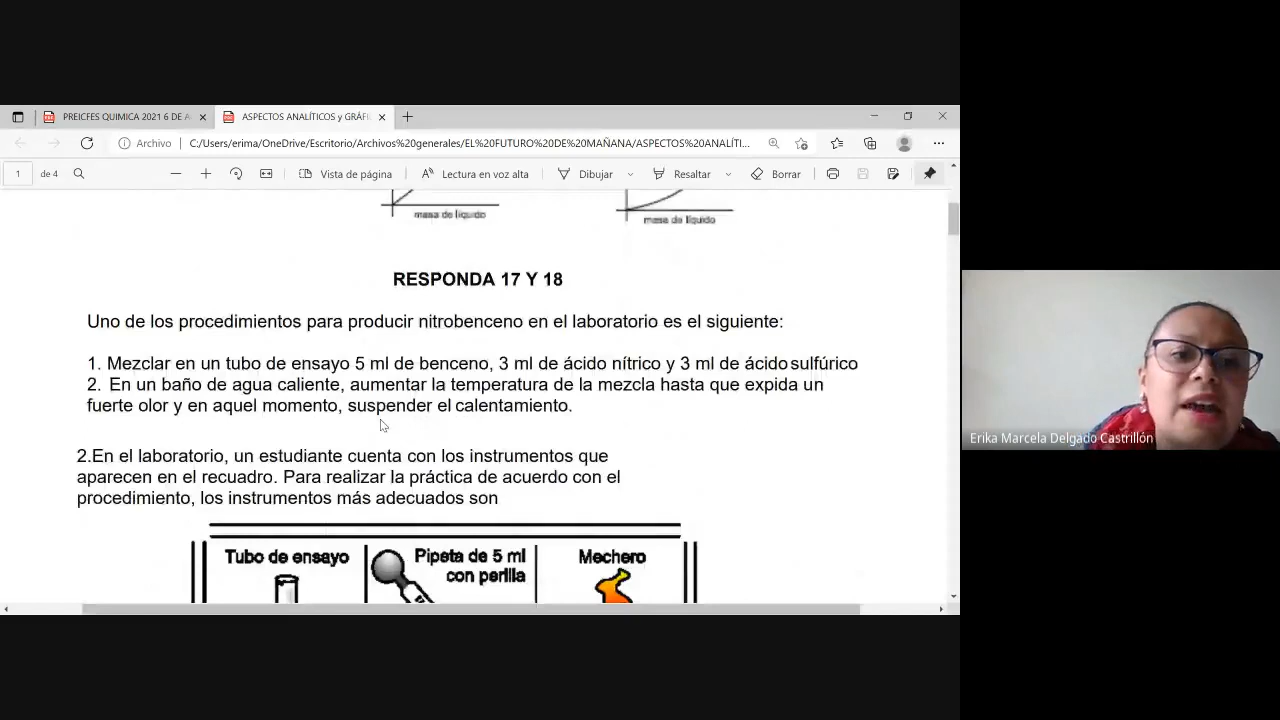 PREICFES QUIMICA 2021 6 DE A
ASPECTOS ANALÍTICOS y GRÁFI
Archivo
C:/Users/erima/OneDrive/Escritorio/Archivos%20generales/EL%20FUTURO%20DE%20MAÑANA/ASPECTOS%20ANALÍTI...
1 de 4
Vista de página
Lectura en voz alta
Dibujar
Resaltar
Borrar
masa de líquido
masa de líquido
RESPONDA 17 Y 18
Uno de los procedimientos para producir nitrobenceno en el laboratorio es el siguiente:
1. Mezclar en un tubo de ensayo 5 ml de benceno, 3 ml de ácido nítrico y 3 ml de ácido sulfúrico
2. En un baño de agua caliente, aumentar la temperatura de la mezcla hasta que expida un
fuerte olor y en aquel momento, suspender el calentamiento.
2.En el laboratorio, un estudiante cuenta con los instrumentos que
aparecen en el recuadro. Para realizar la práctica de acuerdo con el
procedimiento, los instrumentos más adecuados son
Tubo de ensayo
Pipeta de 5 ml
con perilla
Mechero
Erika Marcela Delgado Castrillón